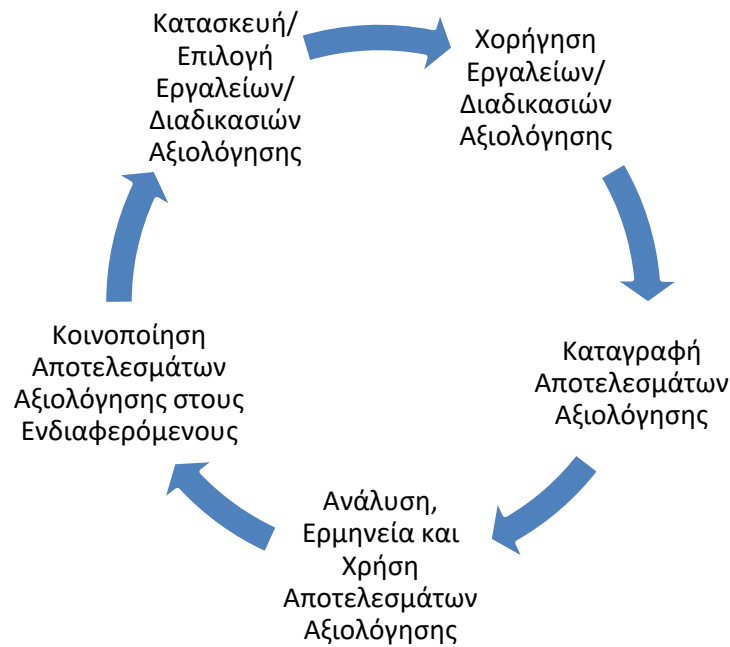 Κατασκευή/
Επιλογή
Εργαλείων/
Διαδικασιών
Αξιολόγησης
Χορήγηση
Εργαλείων/
Διαδικασιών
Αξιολόγησης
Καταγραφή
Αποτελεσμάτων
Αξιολόγησης
Ανάλυση,
Ερμηνεία και
Χρήση
Αποτελεσμάτων
Αξιολόγησης
Κοινοποίηση
Αποτελεσμάτων
Αξιολόγησης στους
Ενδιαφερόμενους